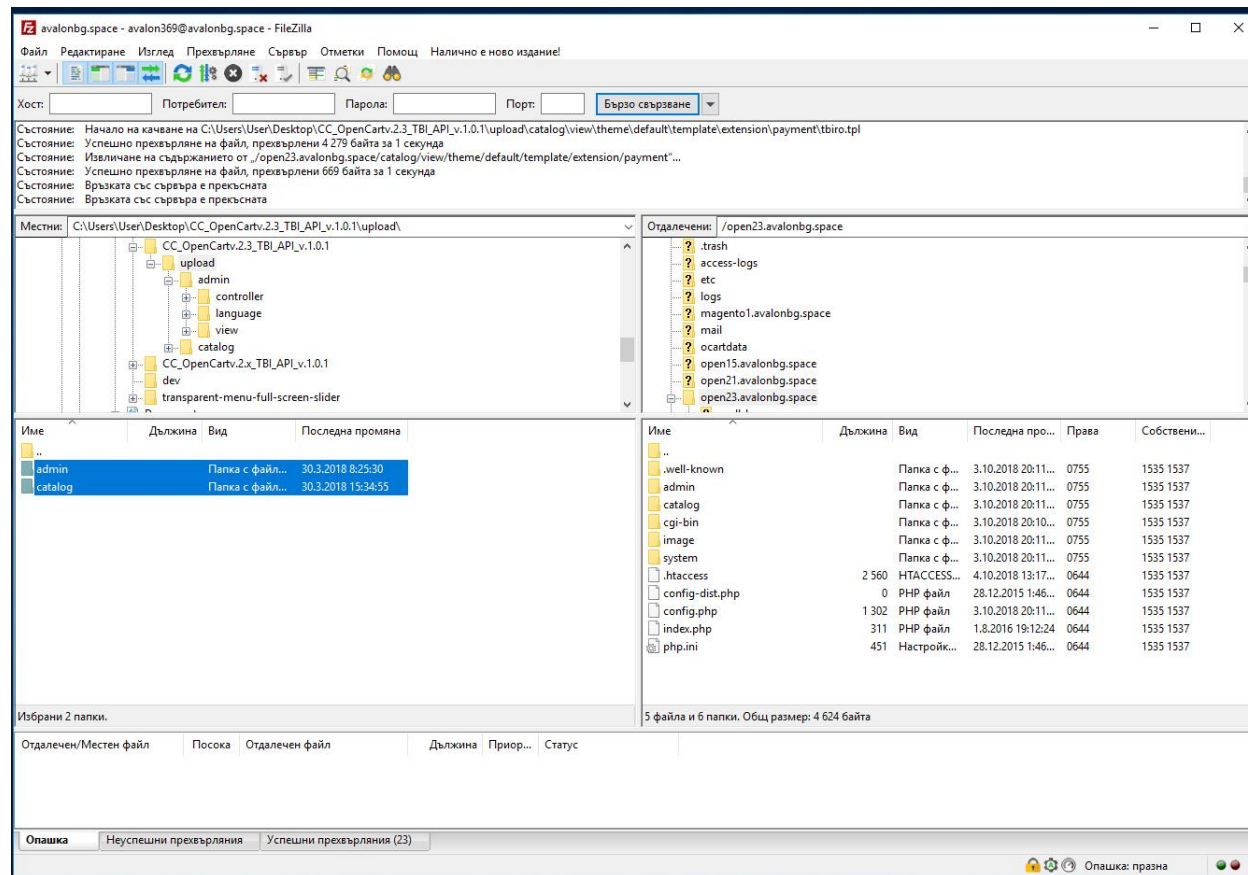 avalonbg.space - avalon369@avalonbg.space - FileZilla
Файл Редактиране Изглед Прехвърляне Сървър Отметки Помощ Налично е ново издание!
Хост: Потребител: Парола: Порт: Бързо свързване
Състояние: Начало на качване на C:\Users\User\Desktop\CC_OpenCartv.2.3_TBI_API_v.1.0.1\upload\catalog\view\theme\default\template\extension\payment\tbiro.tpl
Състояние: Успешно прехвърляне на файл, прехвърлени 4 279 байта за 1 секунда
Състояние: Извличане на съдържанието от „/open23.avalonbg.space/catalog/view/theme/default/template/extension/payment“...
Състояние: Успешно прехвърляне на файл, прехвърлени 669 байта за 1 секунда
Състояние: Връзката със сървъра е прекъсната
Състояние: Връзката със сървъра е прекъсната
Местни: C:\Users\User\Desktop\CC_OpenCartv.2.3_TBI_API_v.1.0.1\upload\
CC_OpenCartv.2.3_TBI_API_v.1.0.1
upload
admin
controller
language
view
catalog
CC_OpenCartv.2.x_TBI_API_v.1.0.1
dev
transparent-menu-full-screen-slider
Отдалечени: /open23.avalonbg.space
.trash
access-logs
etc
logs
magento1.avalonbg.space
mail
ocartdata
open15.avalonbg.space
open21.avalonbg.space
open23.avalonbg.space
Име Дължина Вид Последна промяна
..
admin Папка с файл... 30.3.2018 8:25:30
catalog Папка с файл... 30.3.2018 15:34:55
Избрани 2 папки.
Име Дължина Вид Последна про... Права Собствени...
..
.well-known Папка с ф... 3.10.2018 20:11... 0755 1535 1537
admin Папка с ф... 3.10.2018 20:11... 0755 1535 1537
catalog Папка с ф... 3.10.2018 20:11... 0755 1535 1537
cgi-bin Папка с ф... 3.10.2018 20:10... 0755 1535 1537
image Папка с ф... 3.10.2018 20:11... 0755 1535 1537
system Папка с ф... 3.10.2018 20:11... 0755 1535 1537
.htaccess 2 560 HTACCESS... 4.10.2018 13:17... 0644 1535 1537
config-dist.php 0 PHP файл 28.12.2015 1:46... 0644 1535 1537
config.php 1 302 PHP файл 3.10.2018 20:11... 0644 1535 1537
index.php 311 PHP файл 1.8.2016 19:12:24 0644 1535 1537
php.ini 451 Настройк... 28.12.2015 1:46... 0644 1535 1537
5 файла и 6 папки. Общ размер: 4 624 байта
Отдалечен/Местен файл Посока Отдалечен файл Дължина Приор... Статус
Опашка Неуспешни прехвърляния Успешни прехвърляния (23)
Опашка: празна